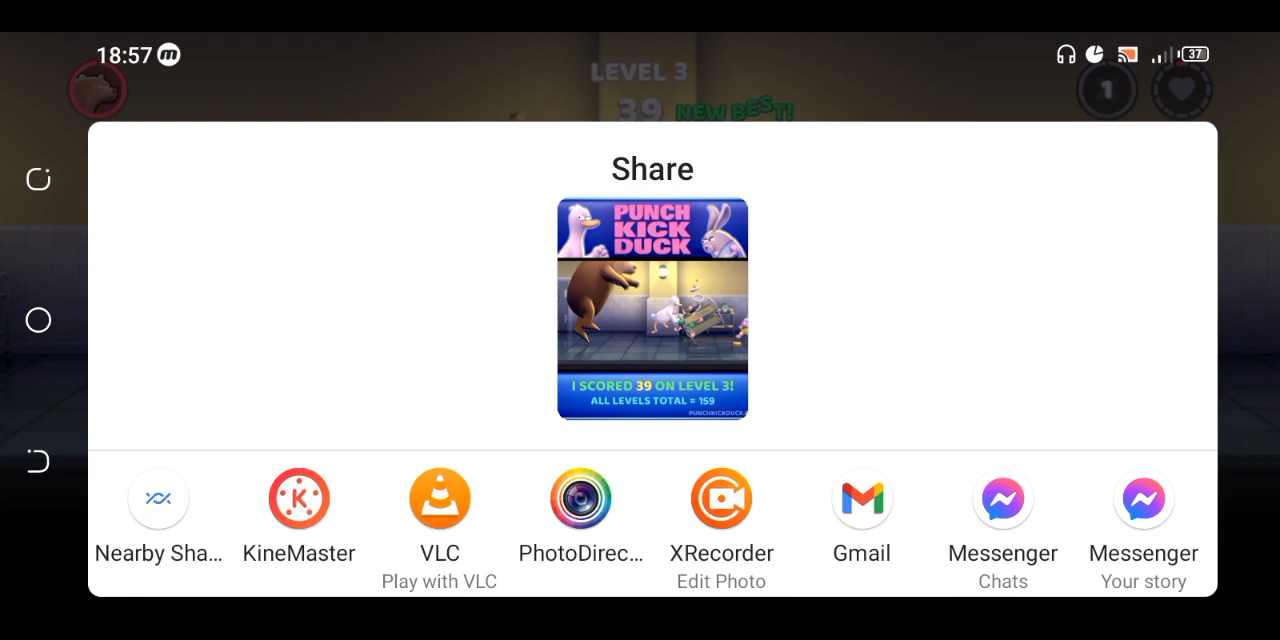 18:57
37
LEVEL 3
1
39 NEW BEST!
Share
PUNCH
KICK
DUCK
I SCORED 39 ON LEVEL 3!
ALL LEVELS TOTAL = 159
Nearby Sha...
KineMaster
VLC
Play with VLC
PhotoDirec...
XRecorder
Edit Photo
Gmail
Messenger
Chats
Messenger
Your story